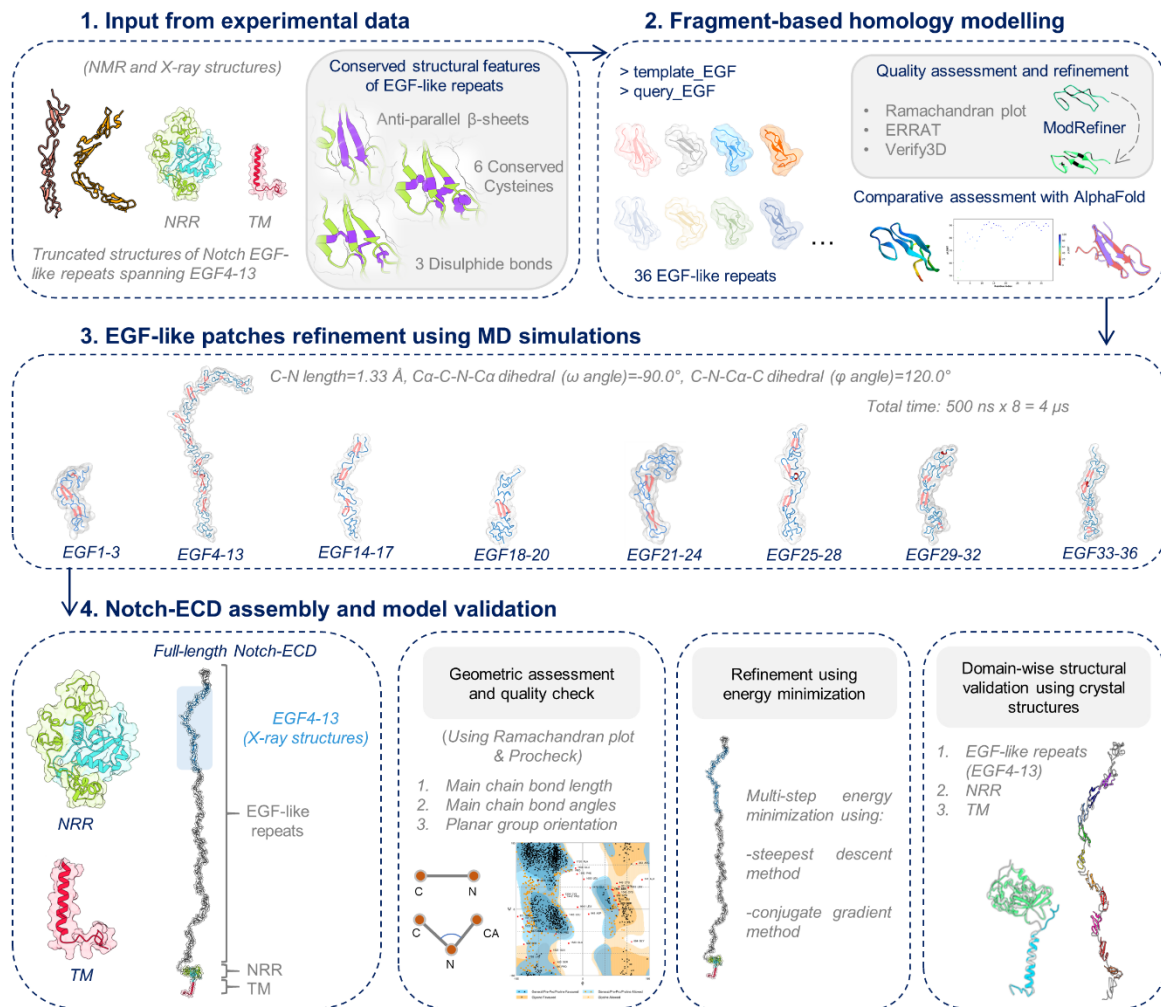 1. Input from experimental data
(NMR and X-ray structures)
NRR
TM
Truncated structures of Notch EGF-
like repeats spanning EGF4-13
Conserved structural features
of EGF-like repeats
Anti-parallel β-sheets
6 Conserved
Cysteines
3 Disulphide bonds
2. Fragment-based homology modelling
> template_EGF
> query_EGF
...
36 EGF-like repeats
Quality assessment and refinement
• Ramachandran plot
• ERRAT
• Verify3D
ModRefiner
Comparative assessment with AlphaFold
3. EGF-like patches refinement using MD simulations
C-N length=1.33 Å, Cα-C-N-Cα dihedral (ω angle)=-90.0°, C-N-Cα-C dihedral (φ angle)=120.0°
Total time: 500 ns x 8 = 4 µs
EGF1-3
EGF4-13
EGF14-17
EGF18-20
EGF21-24
EGF25-28
EGF29-32
EGF33-36
4. Notch-ECD assembly and model validation
Full-length Notch-ECD
NRR
TM
EGF4-13
(X-ray structures)
EGF-like
repeats
NRR
TM
Geometric assessment
and quality check
(Using Ramachandran plot
& Procheck)
1. Main chain bond length
2. Main chain bond angles
3. Planar group orientation
C
N
C
CA
N
Refinement using
energy minimization
Multi-step energy
minimization using:
-steepest descent
method
-conjugate gradient
method
Domain-wise structural
validation using crystal
structures
1. EGF-like repeats
(EGF4-13)
2. NRR
3. TM